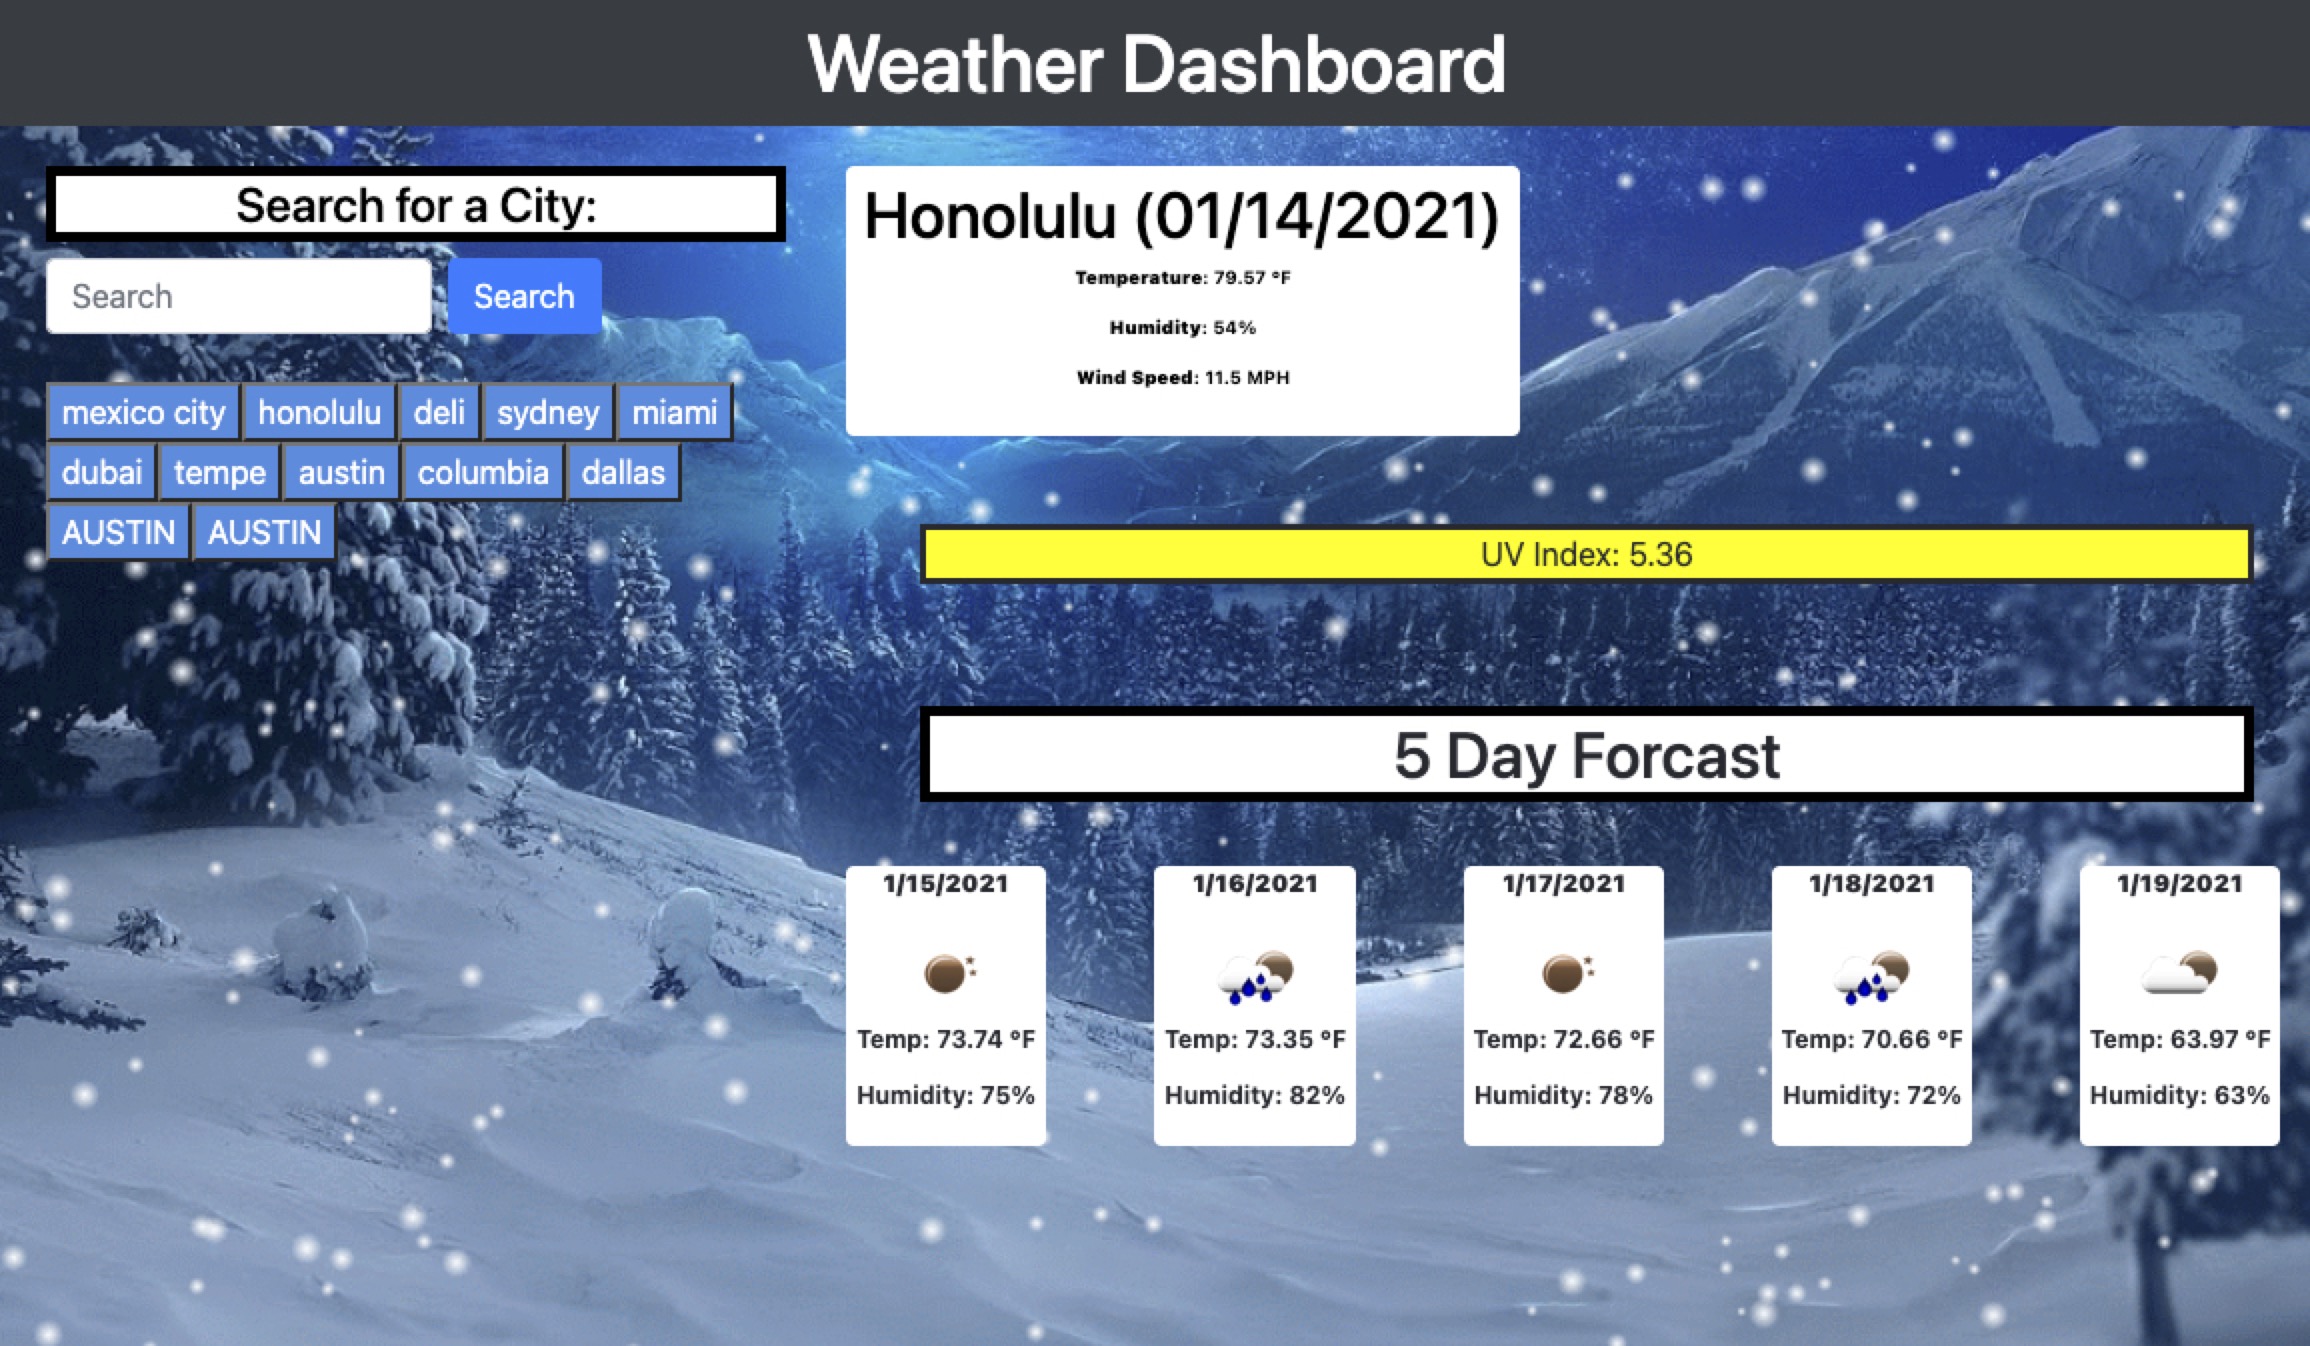 Weather Dashboard
Search for a City:
Search
Search
mexico city honolulu deli sydney miami
dubai tempe austin columbia dallas
AUSTIN AUSTIN
Honolulu (01/14/2021)
Temperature: 79.57 °F
Humidity: 54%
Wind Speed: 11.5 MPH
UV Index: 5.36
5 Day Forcast
1/15/2021
Temp: 73.74 °F
Humidity: 75%
1/16/2021
Temp: 73.35 °F
Humidity: 82%
1/17/2021
Temp: 72.66 °F
Humidity: 78%
1/18/2021
Temp: 70.66 °F
Humidity: 72%
1/19/2021
Temp: 63.97 °F
Humidity: 63%